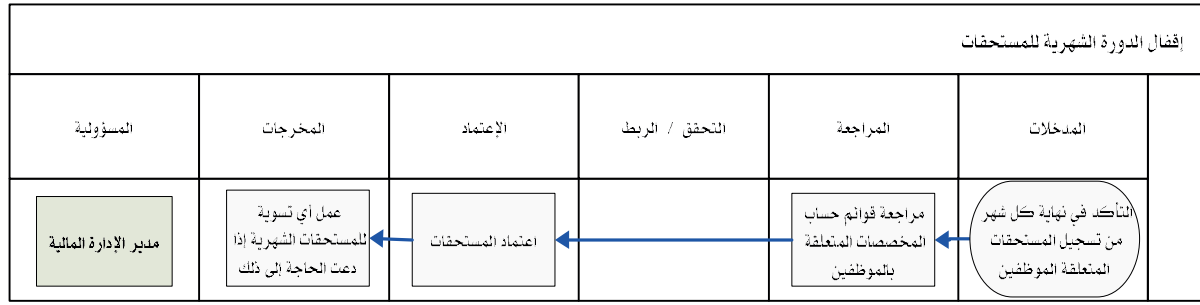 إقفال الدورة الشهرية للمستحقات
المدخلات
المراجعة
التحقق / الربط
الإعتماد
المخرجات
المسؤولية
التأكد في نهاية كل شهر
من تسجيل المستحقات
المتعلقة الموظفين
مراجعة قوائم حساب
المخصصات المتعلقة
بالموظفين
اعتماد المستحقات
عمل أي تسوية
للمستحقات الشهرية إذا
دعت الحاجة إلى ذلك
مدير الإدارة المالية